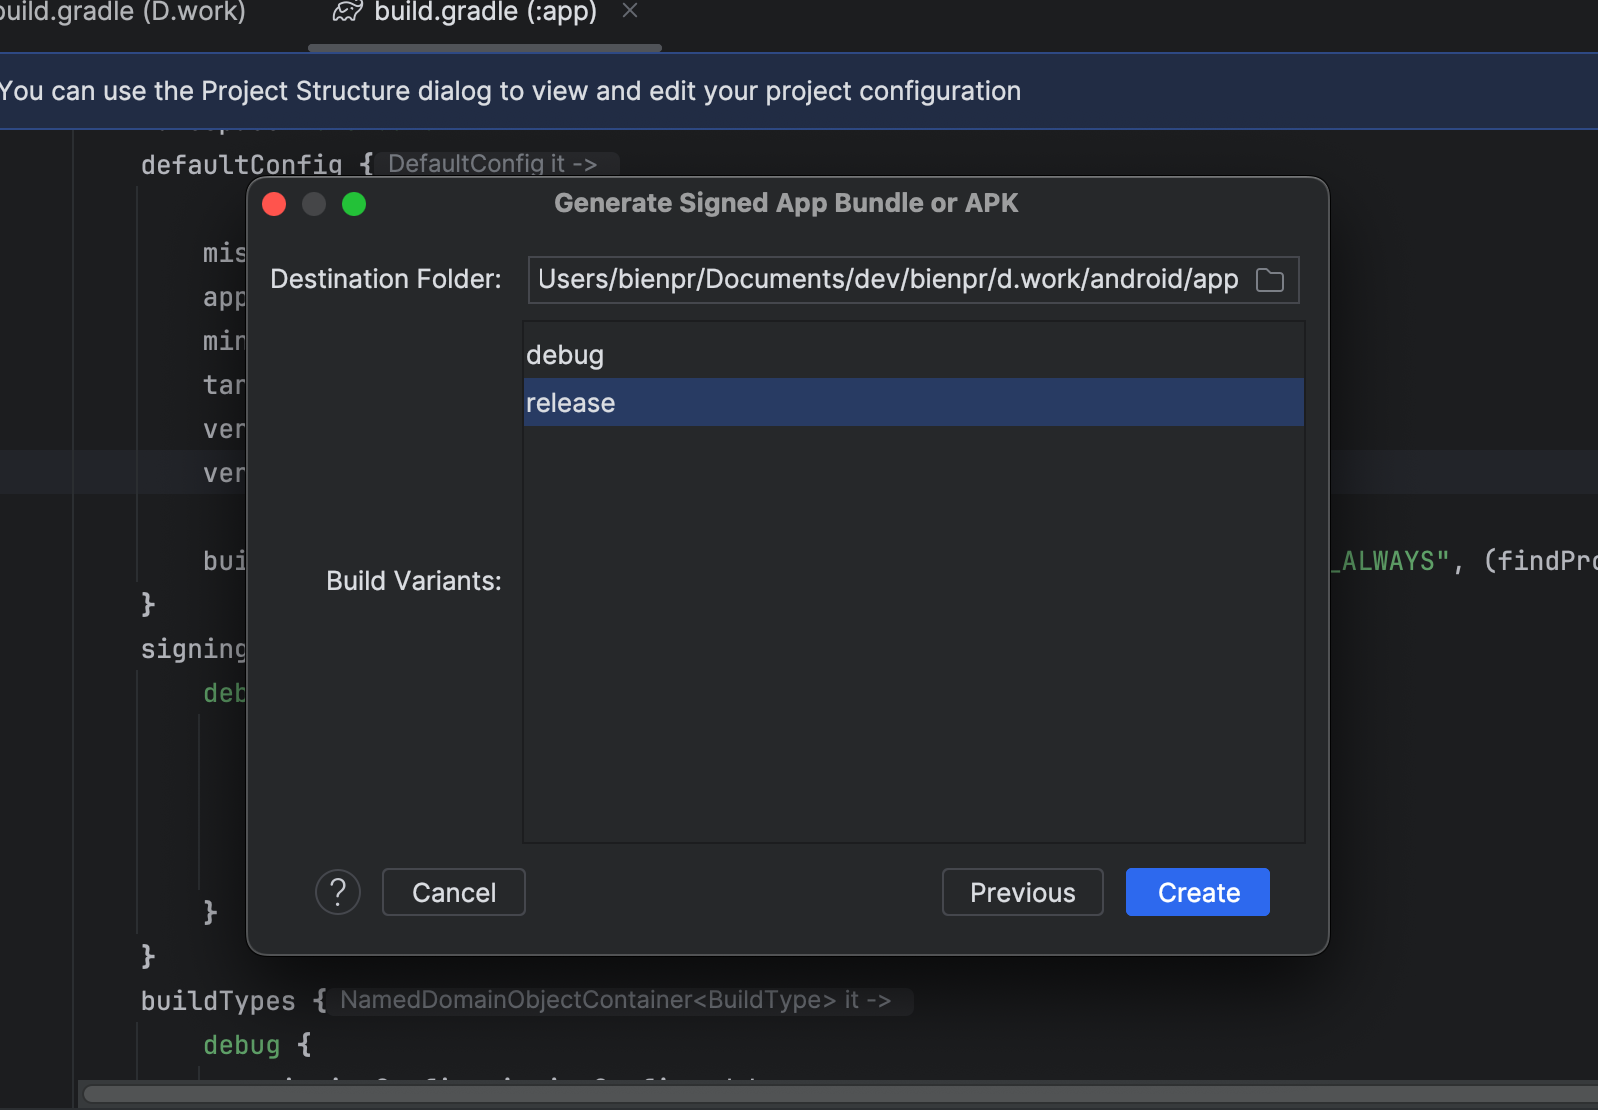 build.gradle (D.work)
build.gradle (:app)
You can use the Project Structure dialog to view and edit your project configuration
defaultConfig { DefaultConfig it ->
Generate Signed App Bundle or APK
Destination Folder: Users/bienpr/Documents/dev/bienpr/d.work/android/app
debug
release
Build Variants:
mis
app
min
tar
ver
ver
bui
_ALWAYS", (findPro
}
signing
deb
}
}
? Cancel Previous Create
buildTypes { NamedDomainObjectContainer<BuildType> it ->
debug {